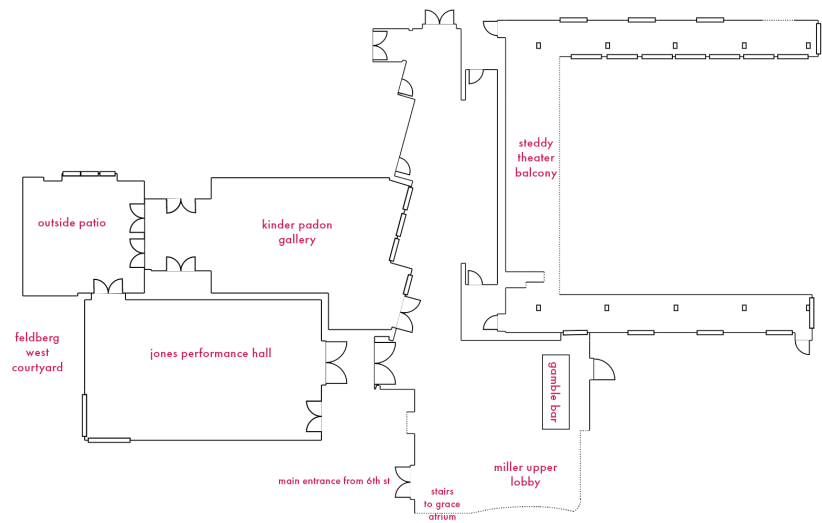 steddy
theater
balcony
outside patio
kinder padon
gallery
feldberg
west
courtyard
jones performance hall
gamble bar
miller upper
lobby
main entrance from 6th st
stairs
to grace
atrium